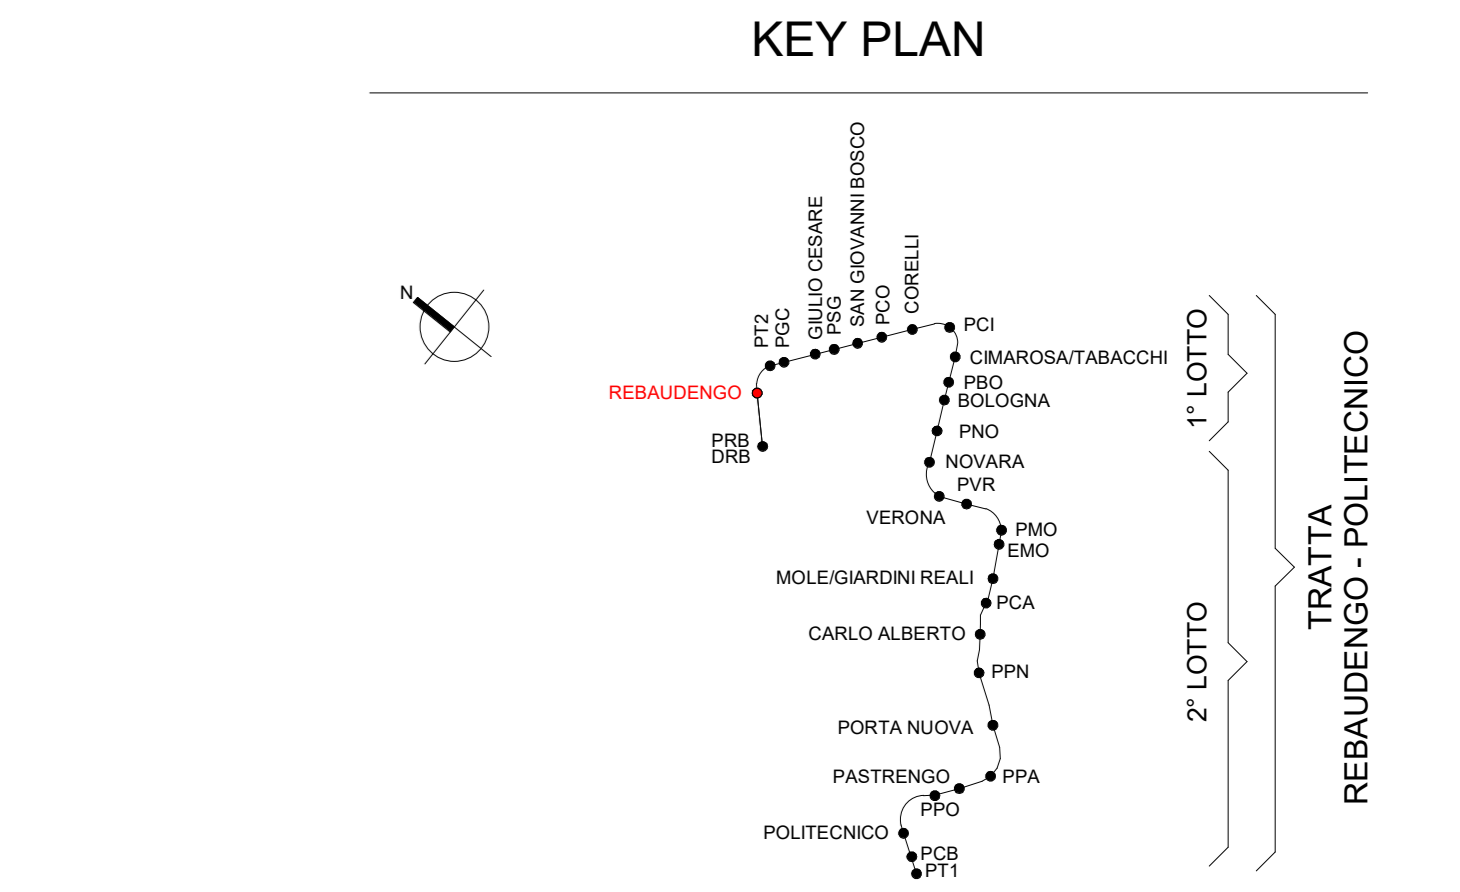 KEY PLAN
N
PT2
PGC
GIULIO CESARE
PSG
SAN GIOVANNI BOSCO
PCO
CORELLI
PCI
CIMAROSA/TABACCHI
REBAUDENGO
PBO
BOLOGNA
PNO
PRB
DRB
NOVARA
PVR
VERONA
PMO
EMO
MOLE/GIARDINI REALI
PCA
CARLO ALBERTO
PPN
PORTA NUOVA
PASTRENGO
PPA
PPO
POLITECNICO
PCB
PT1
1° LOTTO
2° LOTTO
TRATTA
REBAUDENGO - POLITECNICO